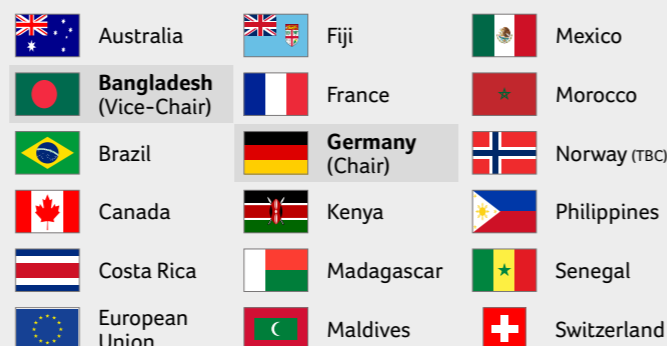 Australia
Bangladesh
(Vice-Chair)
Brazil
Canada
Costa Rica
European
Union
Fiji
France
Germany
(Chair)
Kenya
Madagascar
Maldives
Mexico
Morocco
Norway (TBC)
Philippines
Senegal
Switzerland